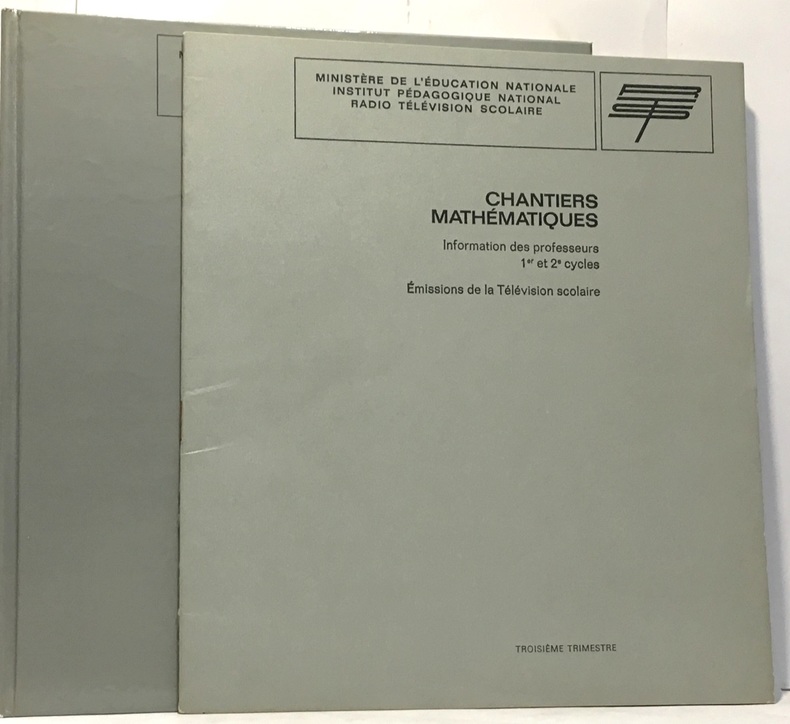 MINISTÈRE DE L'ÉDUCATION NATIONALE
INSTITUT PÉDAGOGIQUE NATIONAL
RADIO TÉLÉVISION SCOLAIRE
CHANTIERS
MATHÉMATIQUES
Information des professeurs
1er et 2e cycles
Émissions de la Télévision scolaire
TROISIÈME TRIMESTRE